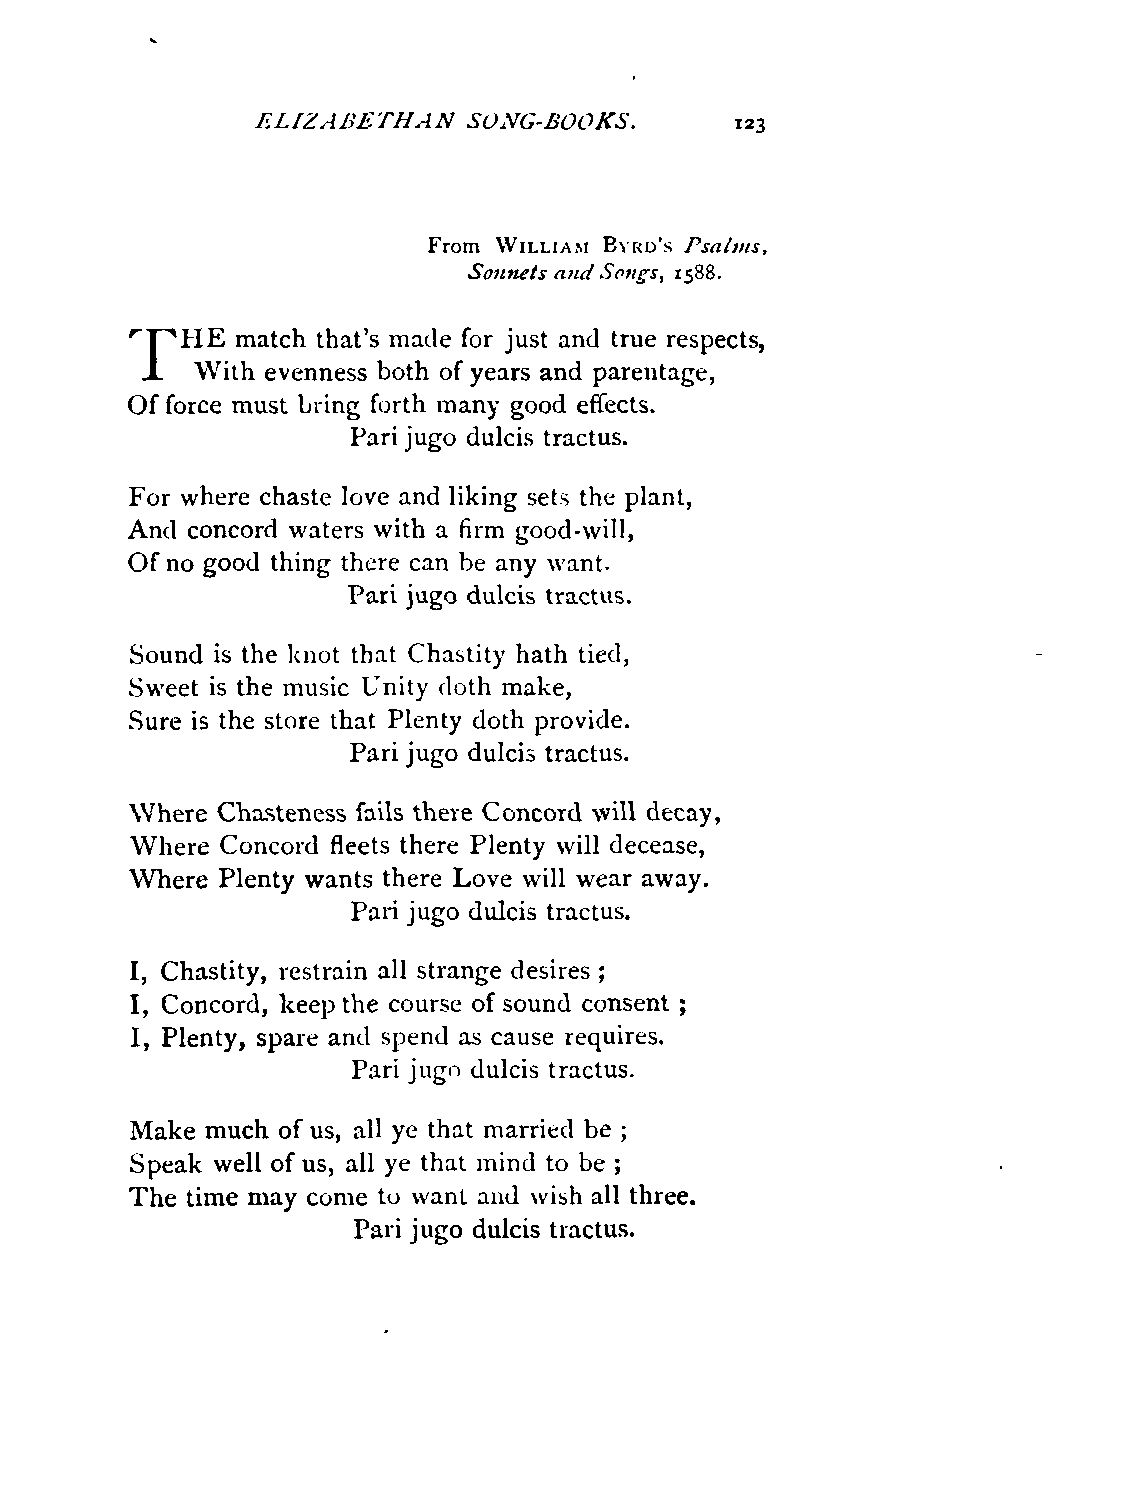 ELIZABETHAN SONG-BOOKS. 123
From WILLIAM BYRD'S Psalms,
Sonnets and Songs, 1588.
THE match that's made for just and true respects,
With evenness both of years and parentage,
Of force must bring forth many good effects.
Pari jugo dulcis tractus.
For where chaste love and liking sets the plant,
And concord waters with a firm good-will,
Of no good thing there can be any want.
Pari jugo dulcis tractus.
Sound is the knot that Chastity hath tied,
Sweet is the music Unity doth make,
Sure is the store that Plenty doth provide.
Pari jugo dulcis tractus.
Where Chasteness fails there Concord will decay,
Where Concord fleets there Plenty will decease,
Where Plenty wants there Love will wear away.
Pari jugo dulcis tractus.
I, Chastity, restrain all strange desires ;
I, Concord, keep the course of sound consent ;
I, Plenty, spare and spend as cause requires.
Pari jugo dulcis tractus.
Make much of us, all ye that married be ;
Speak well of us, all ye that mind to be ;
The time may come to want and wish all three.
Pari jugo dulcis tractus.